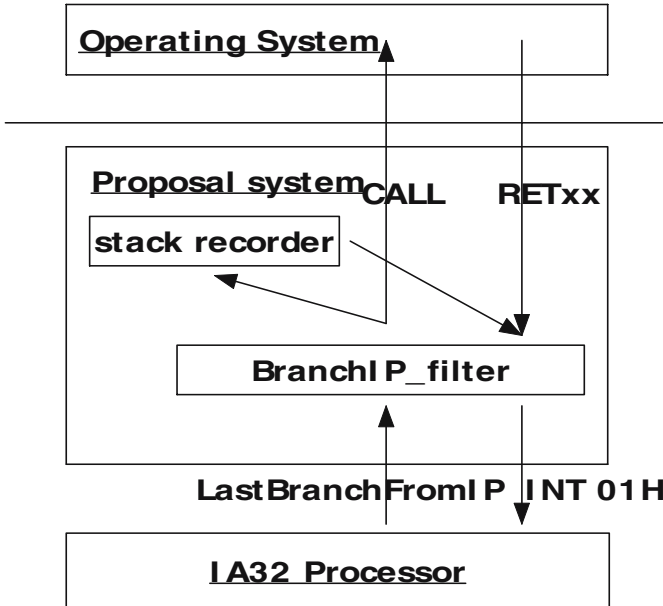 Operating System
Proposal system
CALL RETxx
stack recorder
BranchIP_filter
LastBranchFromIP INT 01H
IA32 Processor